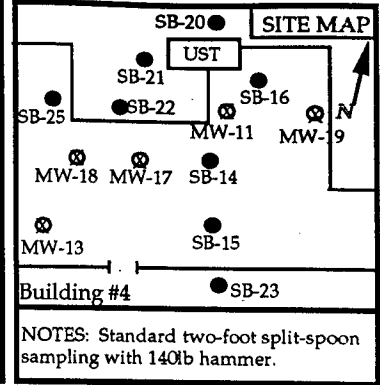 SB-20
SITE MAP
UST
SB-21
SB-16
SB-25
SB-22
MW-11
MW-19
N
MW-18
MW-17
SB-14
MW-13
SB-15
Building #4
SB-23
NOTES: Standard two-foot split-spoon
sampling with 140lb hammer.